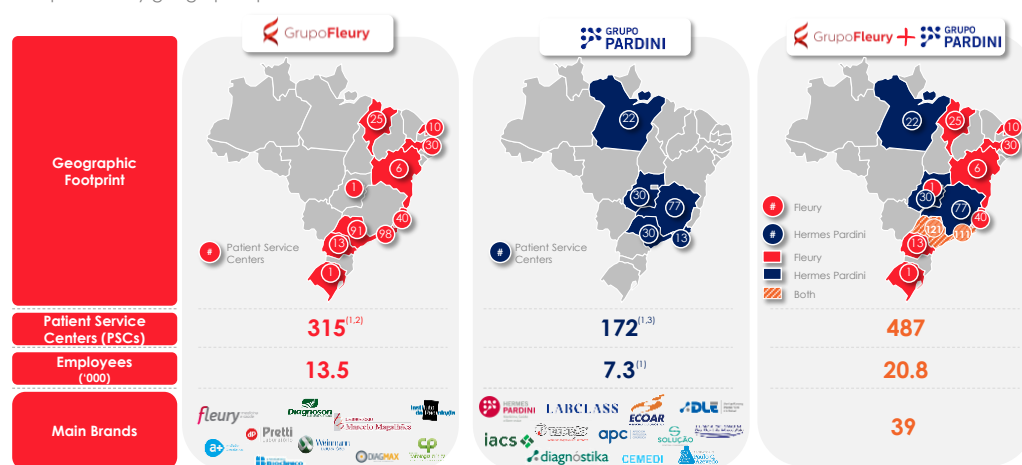 GrupoFleury
GRUPO
PARDINI
GrupoFleury + GRUPO
PARDINI
Geographic
Footprint
25
10
30
6
1
40
91
98
13
1
# Patient Service
Centers
22
30
77
30
13
# Patient Service
Centers
22
25
10
30
6
1
30
77
40
121
111
13
1
# Fleury
# Hermes Pardini
Fleury
Hermes Pardini
Both
Patient Service
Centers (PSCs)
315(1,2)
172(1,3)
487
Employees
('000)
13.5
7.3(1)
20.8
Main Brands
fleury
Diagnoson
Marcelo Magalhães
Pretti
a+
Weinmann
DIAGMAX
cp
HERMES
PARDINI
LABCLASS
ECOAR
DLE
iacs
apc
SOLUÇÃO
diagnóstika
CEMEDI
39